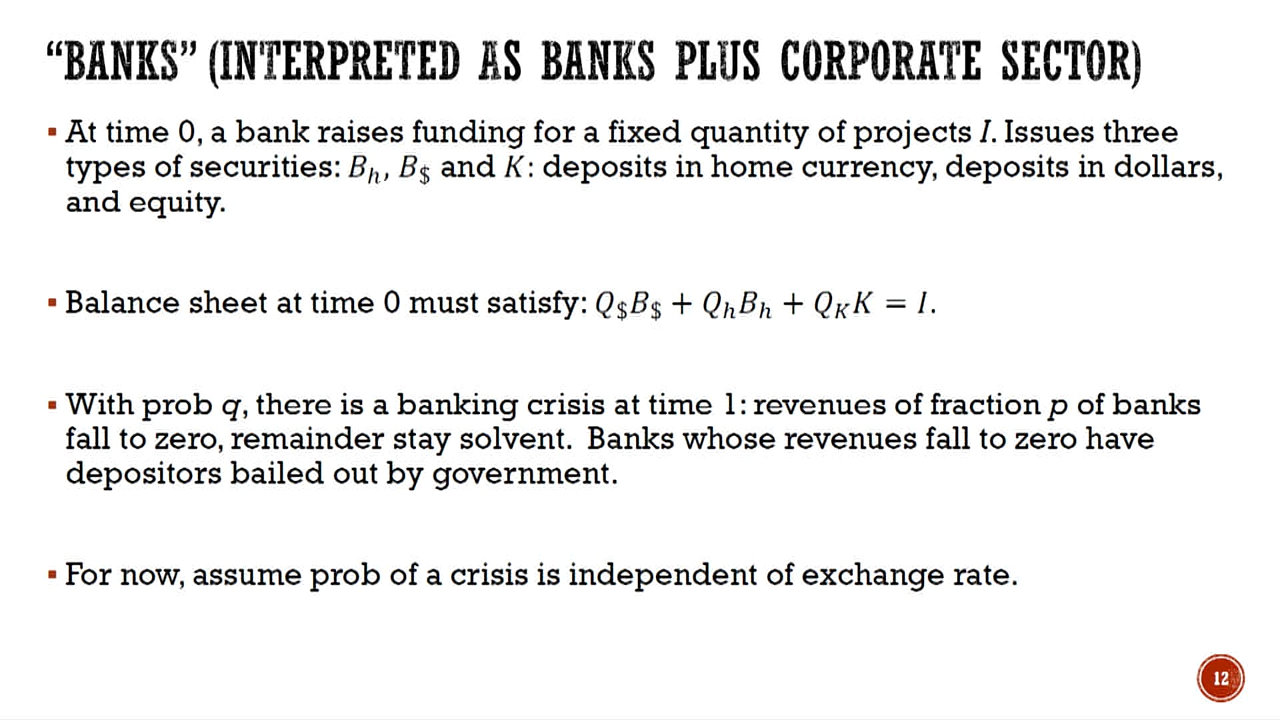 “BANKS” (INTERPRETED AS BANKS PLUS CORPORATE SECTOR)
▪ At time 0, a bank raises funding for a fixed quantity of projects I. Issues three
types of securities: Bₕ, B$ and K: deposits in home currency, deposits in dollars,
and equity.
▪ Balance sheet at time 0 must satisfy: Q$B$ + QₕBₕ + Q_K K = I.
▪ With prob q, there is a banking crisis at time 1: revenues of fraction p of banks
fall to zero, remainder stay solvent. Banks whose revenues fall to zero have
depositors bailed out by government.
▪ For now, assume prob of a crisis is independent of exchange rate.
12